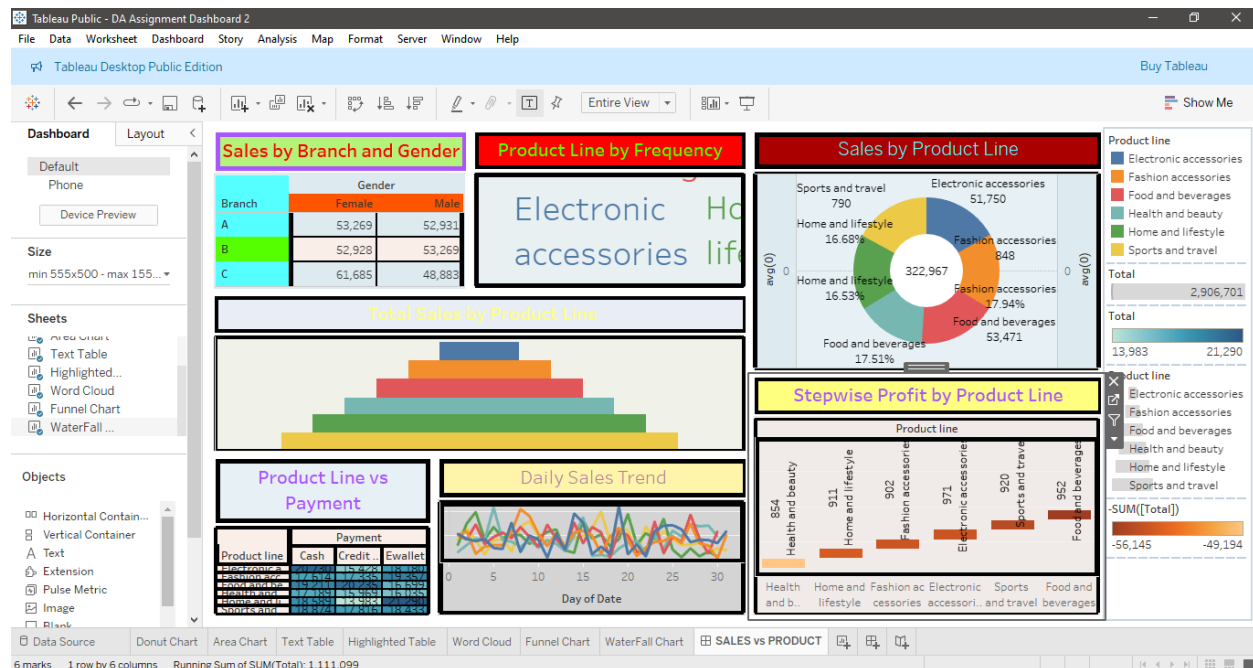 Tableau Public - DA Assignment Dashboard 2
File Data Worksheet Dashboard Story Analysis Map Format Server Window Help
Tableau Desktop Public Edition
Buy Tableau
Entire View
Show Me
Dashboard Layout
Default
Phone
Device Preview
Size
min 555x500 - max 155...
Sheets
Area Chart
Text Table
Highlighted...
Word Cloud
Funnel Chart
WaterFall ...
Objects
Horizontal Contain...
Vertical Container
Text
Extension
Pulse Metric
Image
Blank
Sales by Branch and Gender
Gender
Branch Female Male
A 53,269 52,931
B 52,928 53,269
C 61,685 48,883
Product Line by Frequency
Electronic
accessories
Total Sales by Product Line
Product Line vs
Payment
Payment
Product line Cash Credit .. Ewallet
Daily Sales Trend
0 5 10 15 20 25 30
Day of Date
Sales by Product Line
Sports and travel
790
Electronic accessories
51,750
Home and lifestyle
16.68%
Fashion accessories
848
avg(0) 0 322,967 0 avg(0)
Home and lifestyle
16.53%
Fashion accessories
17.94%
Food and beverages
53,471
Food and beverages
17.51%
Stepwise Profit by Product Line
Product line
854 Health and beauty
911 Home and lifestyle
902 Fashion accessories
971 Electronic accessories
920 Sports and travel
952 Food and beverages
Health Home and Fashion ac Electronic Sports Food and
and b.. lifestyle cessories accessori.. and travel beverages
Product line
Electronic accessories
Fashion accessories
Food and beverages
Health and beauty
Home and lifestyle
Sports and travel
Total
2,906,701
Total
13,983 21,290
Electronic accessories
Fashion accessories
Food and beverages
Health and beauty
Home and lifestyle
Sports and travel
-SUM([Total])
-56,145 -49,194
Data Source Donut Chart Area Chart Text Table Highlighted Table Word Cloud Funnel Chart WaterFall Chart SALES vs PRODUCT
6 marks 1 row by 6 columns Running Sum of SUM(Total): 1,111,099